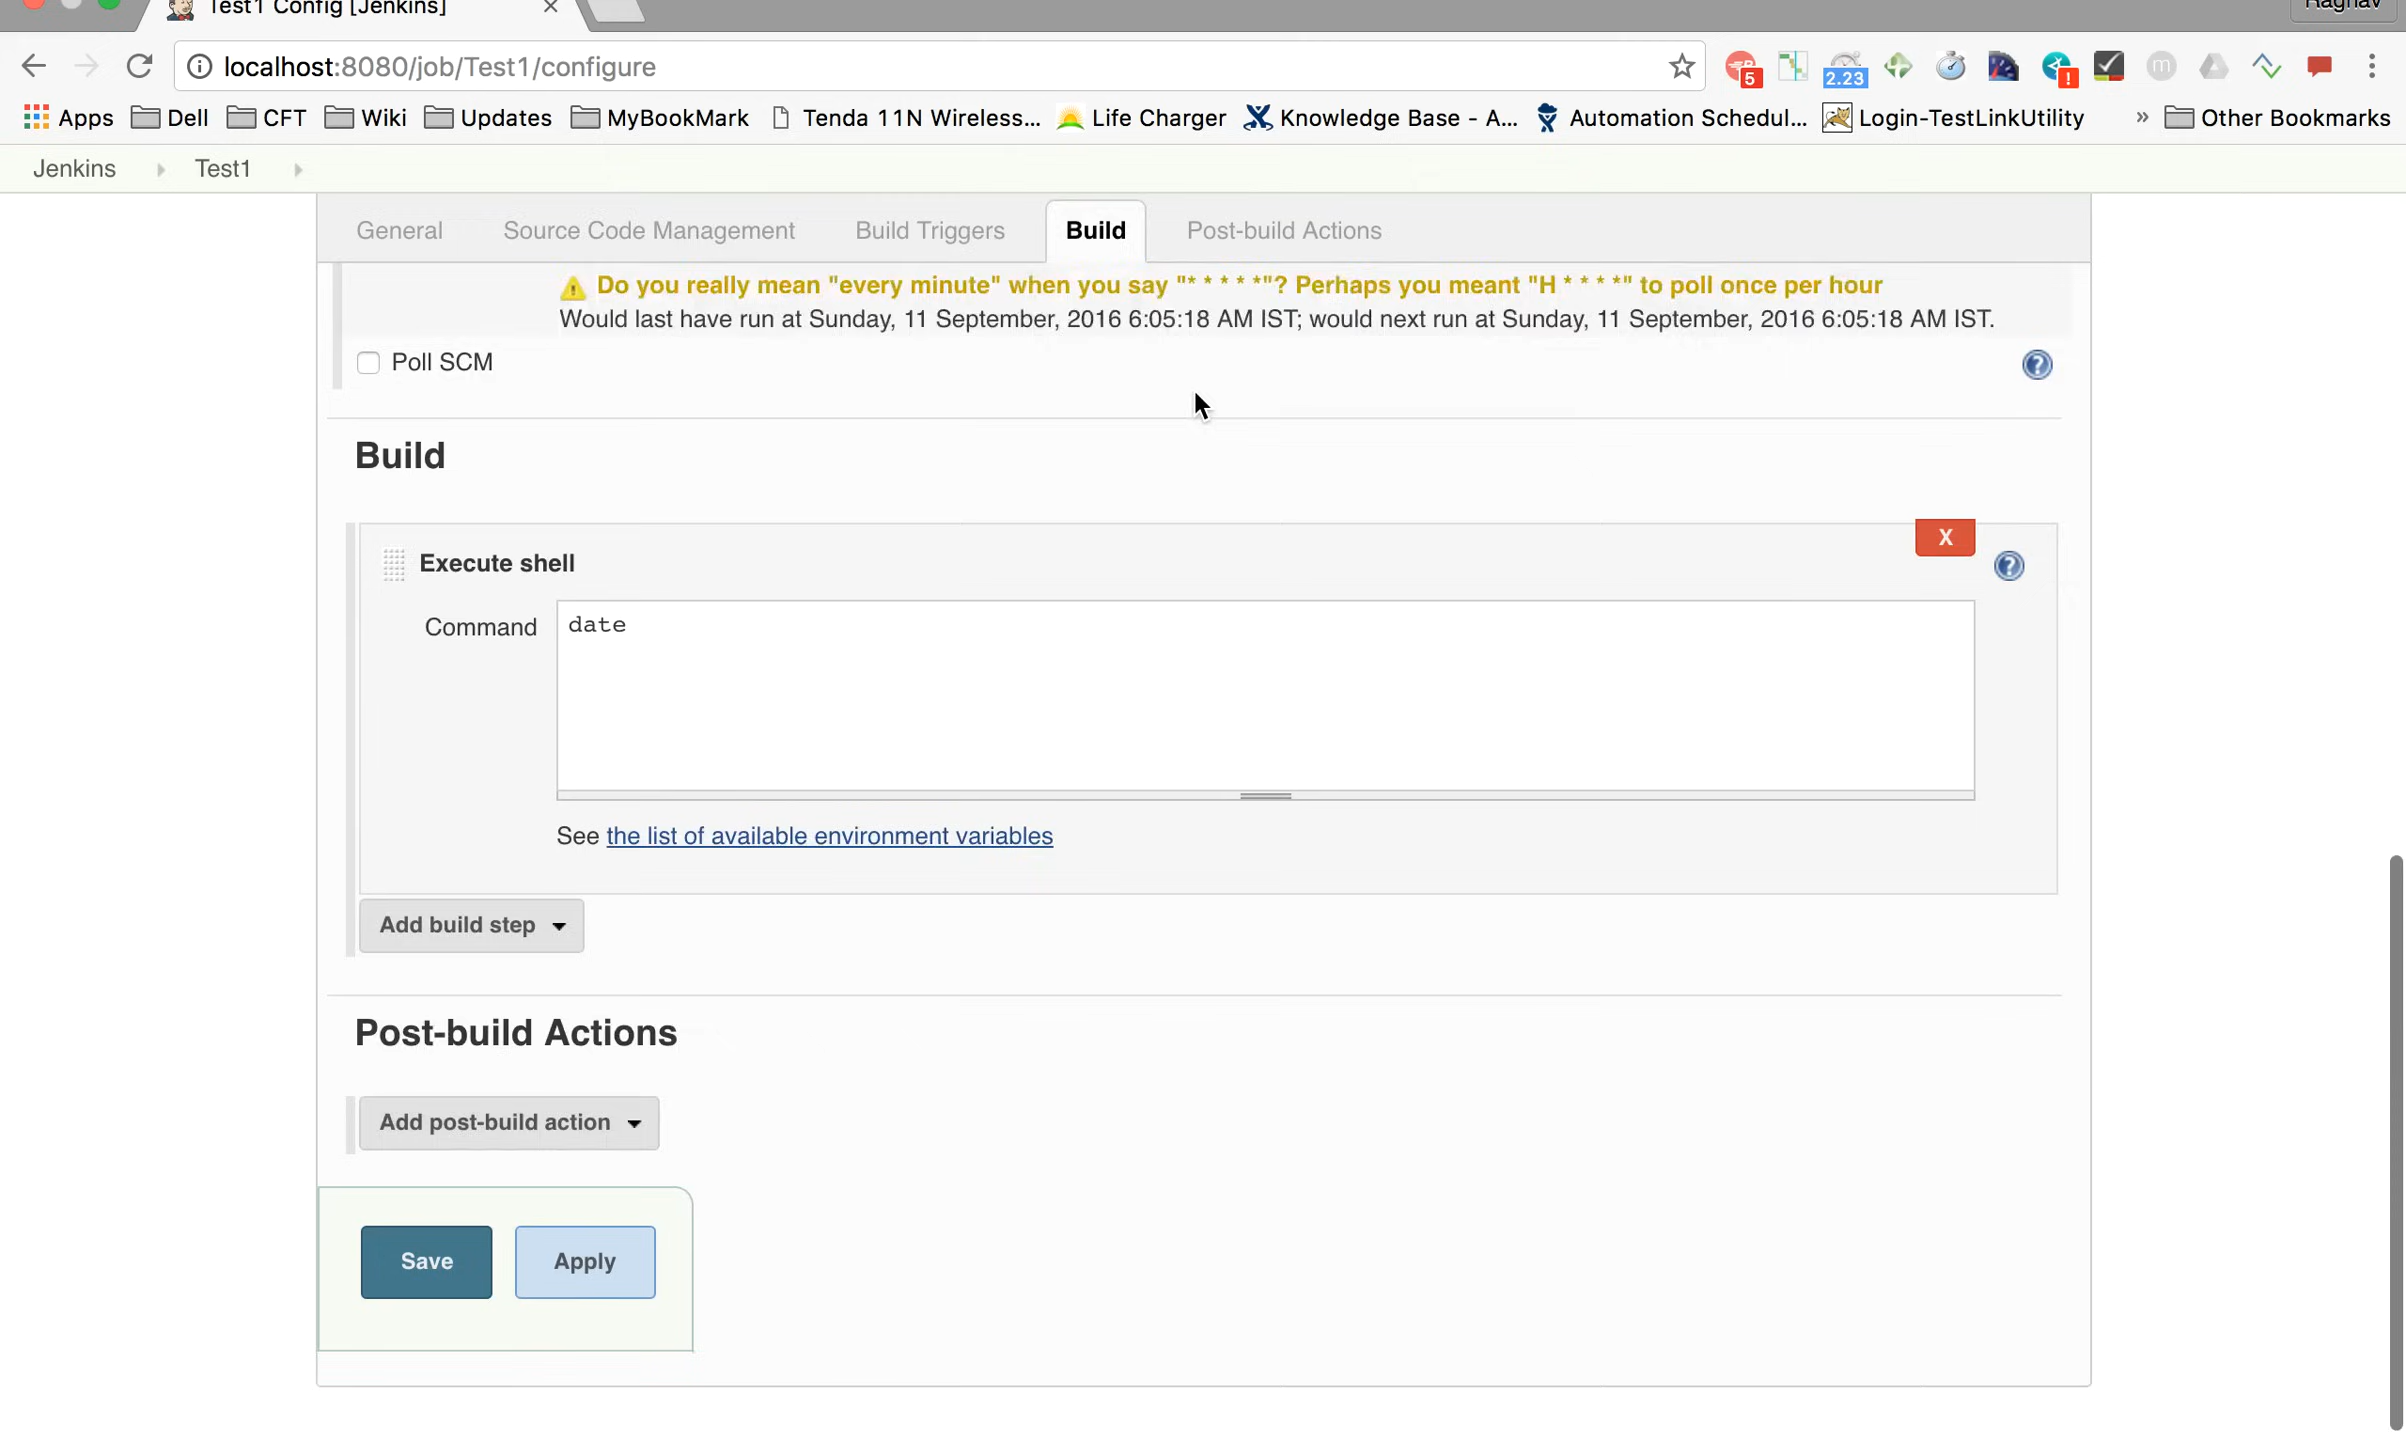 Test1 Config [Jenkins]
Raghav
localhost:8080/job/Test1/configure
5
2.23
!
m
Apps Dell CFT Wiki Updates MyBookMark Tenda 11N Wireless... Life Charger Knowledge Base - A... Automation Schedul... Login-TestLinkUtility » Other Bookmarks
Jenkins Test1
General Source Code Management Build Triggers Build Post-build Actions
Do you really mean "every minute" when you say "* * * * *"? Perhaps you meant "H * * * *" to poll once per hour
Would last have run at Sunday, 11 September, 2016 6:05:18 AM IST; would next run at Sunday, 11 September, 2016 6:05:18 AM IST.
Poll SCM
?
Build
X
Execute shell
?
Command date
See the list of available environment variables
Add build step
Post-build Actions
Add post-build action
Save Apply